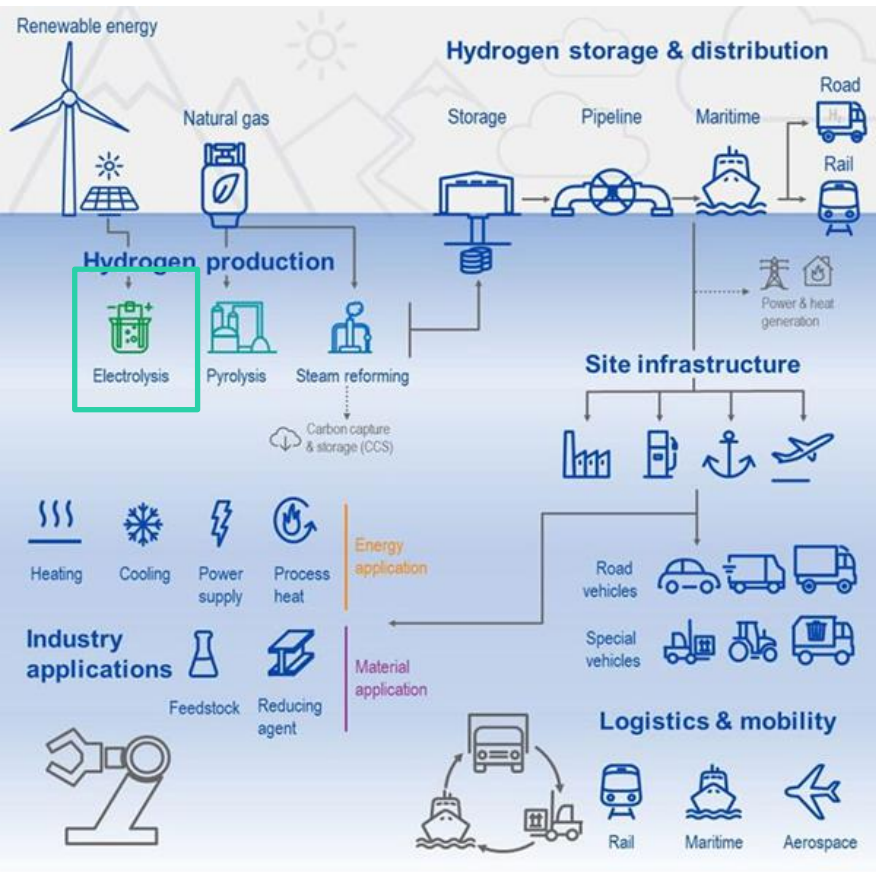 Renewable energy
Hydrogen storage & distribution
Natural gas
Storage
Pipeline
Maritime
Road
H₂
Rail
Hydrogen production
Electrolysis
Pyrolysis
Steam reforming
Carbon capture
& storage (CCS)
Power & heat
generation
Site infrastructure
Heating
Cooling
Power
supply
Process
heat
Energy
application
Industry
applications
Feedstock
Reducing
agent
Material
application
Road
vehicles
Special
vehicles
Logistics & mobility
Rail
Maritime
Aerospace